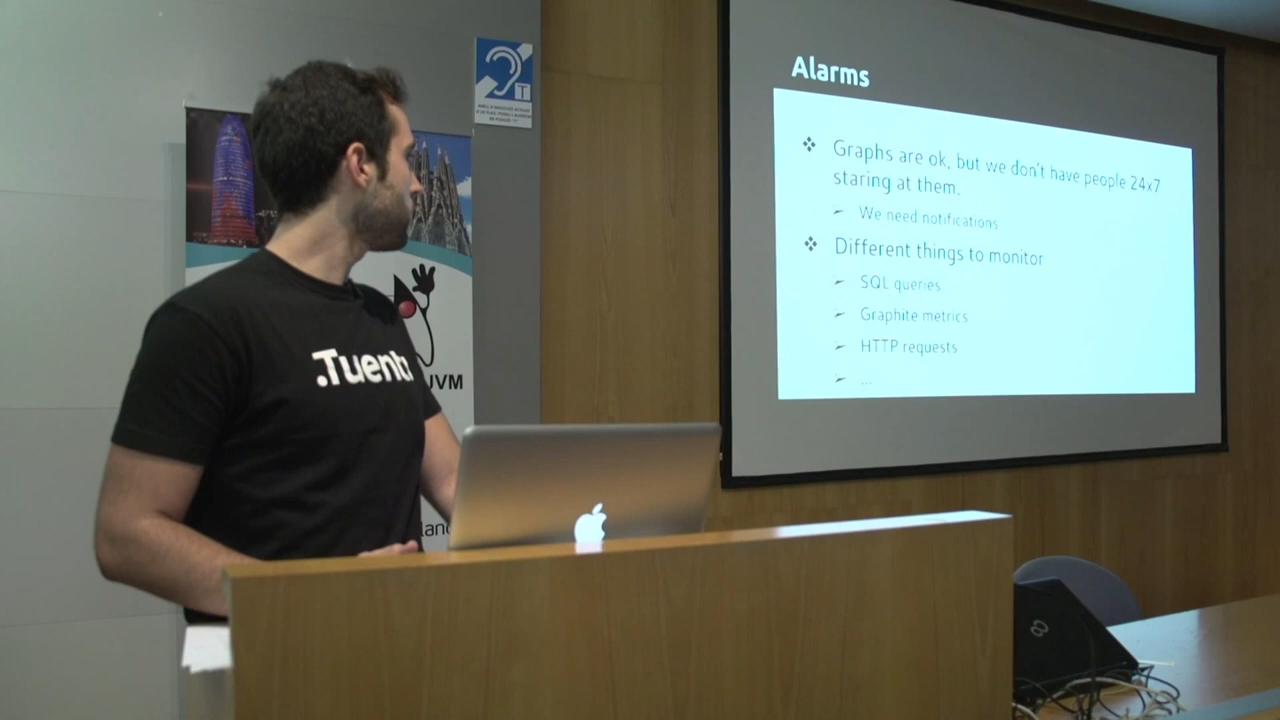 Alarms
Graphs are ok, but we don't have people 24x7
staring at them.
We need notifications
Different things to monitor
SQL queries
Graphite metrics
HTTP requests
...
.Tuenti
JVM
T